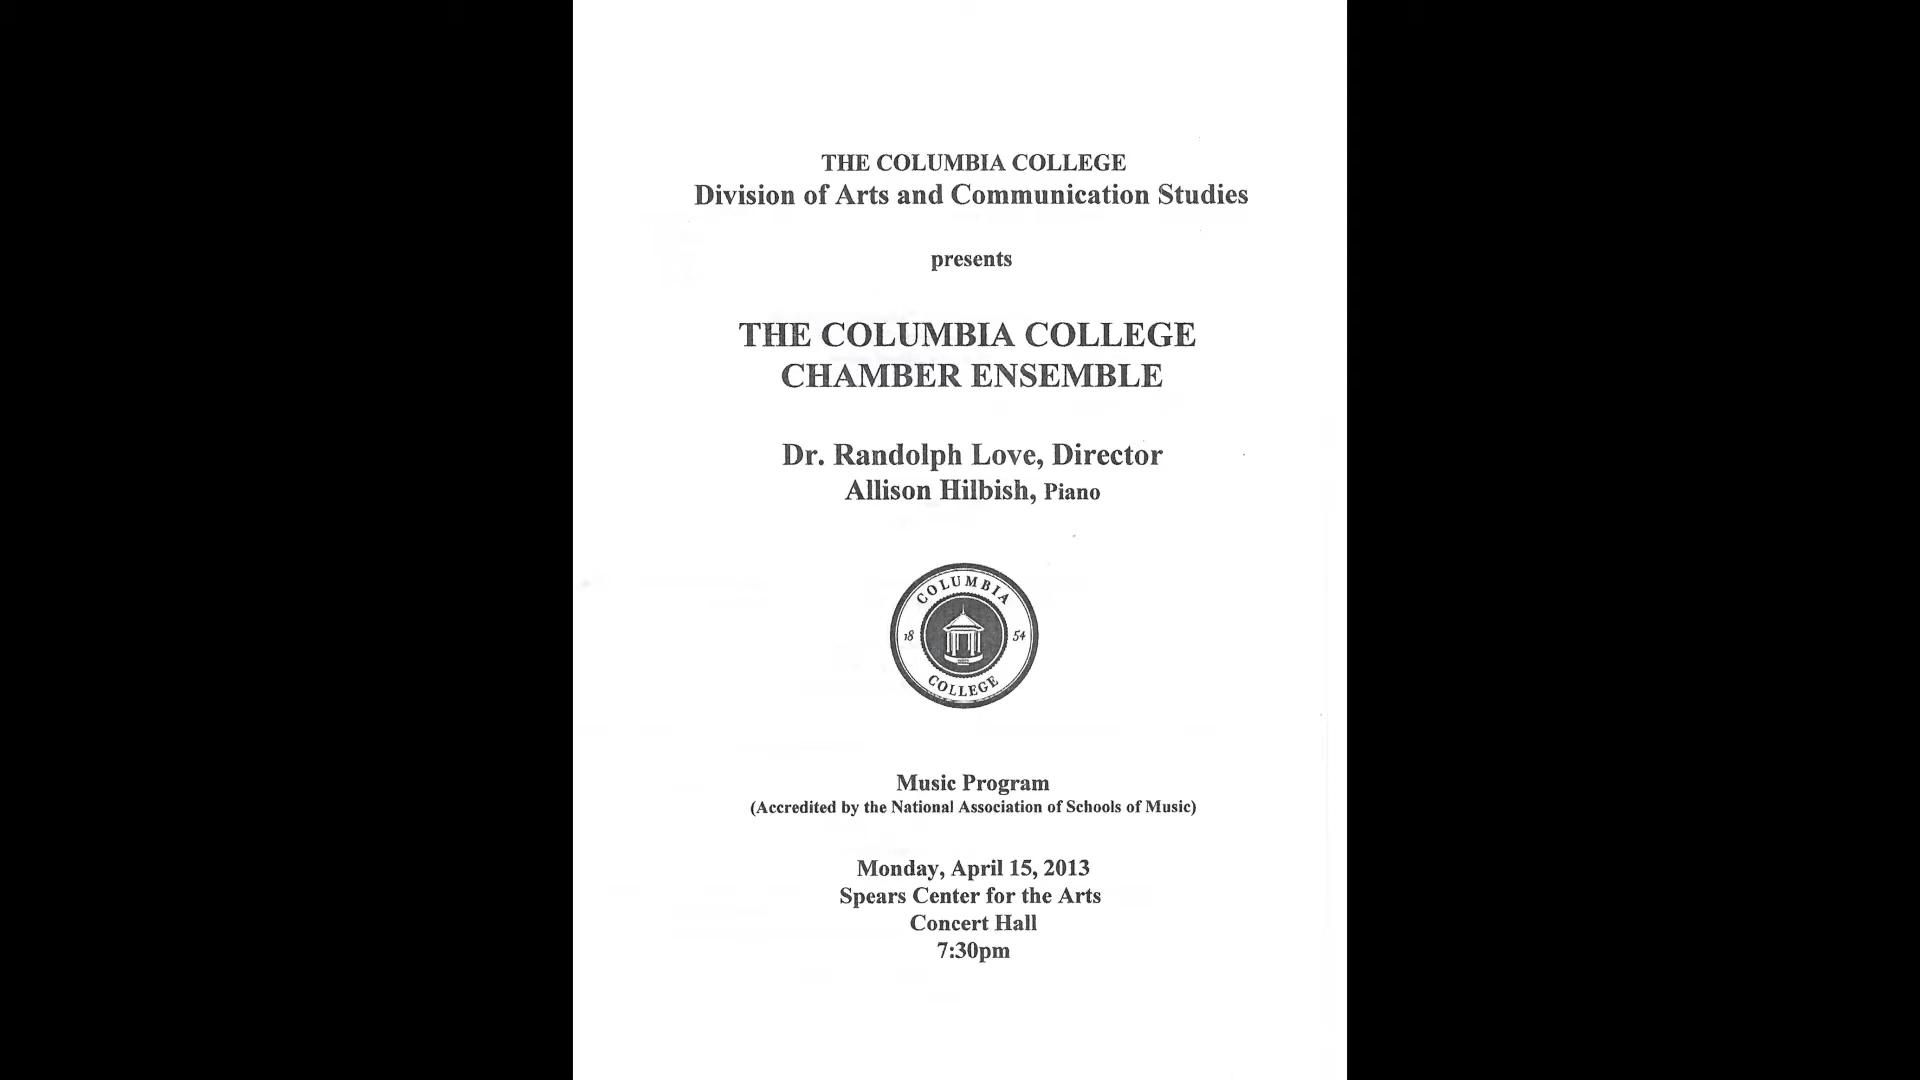 THE COLUMBIA COLLEGE
Division of Arts and Communication Studies
presents
THE COLUMBIA COLLEGE
CHAMBER ENSEMBLE
Dr. Randolph Love, Director
Allison Hilbish, Piano
COLUMBIA
18 54
COLLEGE
Music Program
(Accredited by the National Association of Schools of Music)
Monday, April 15, 2013
Spears Center for the Arts
Concert Hall
7:30pm